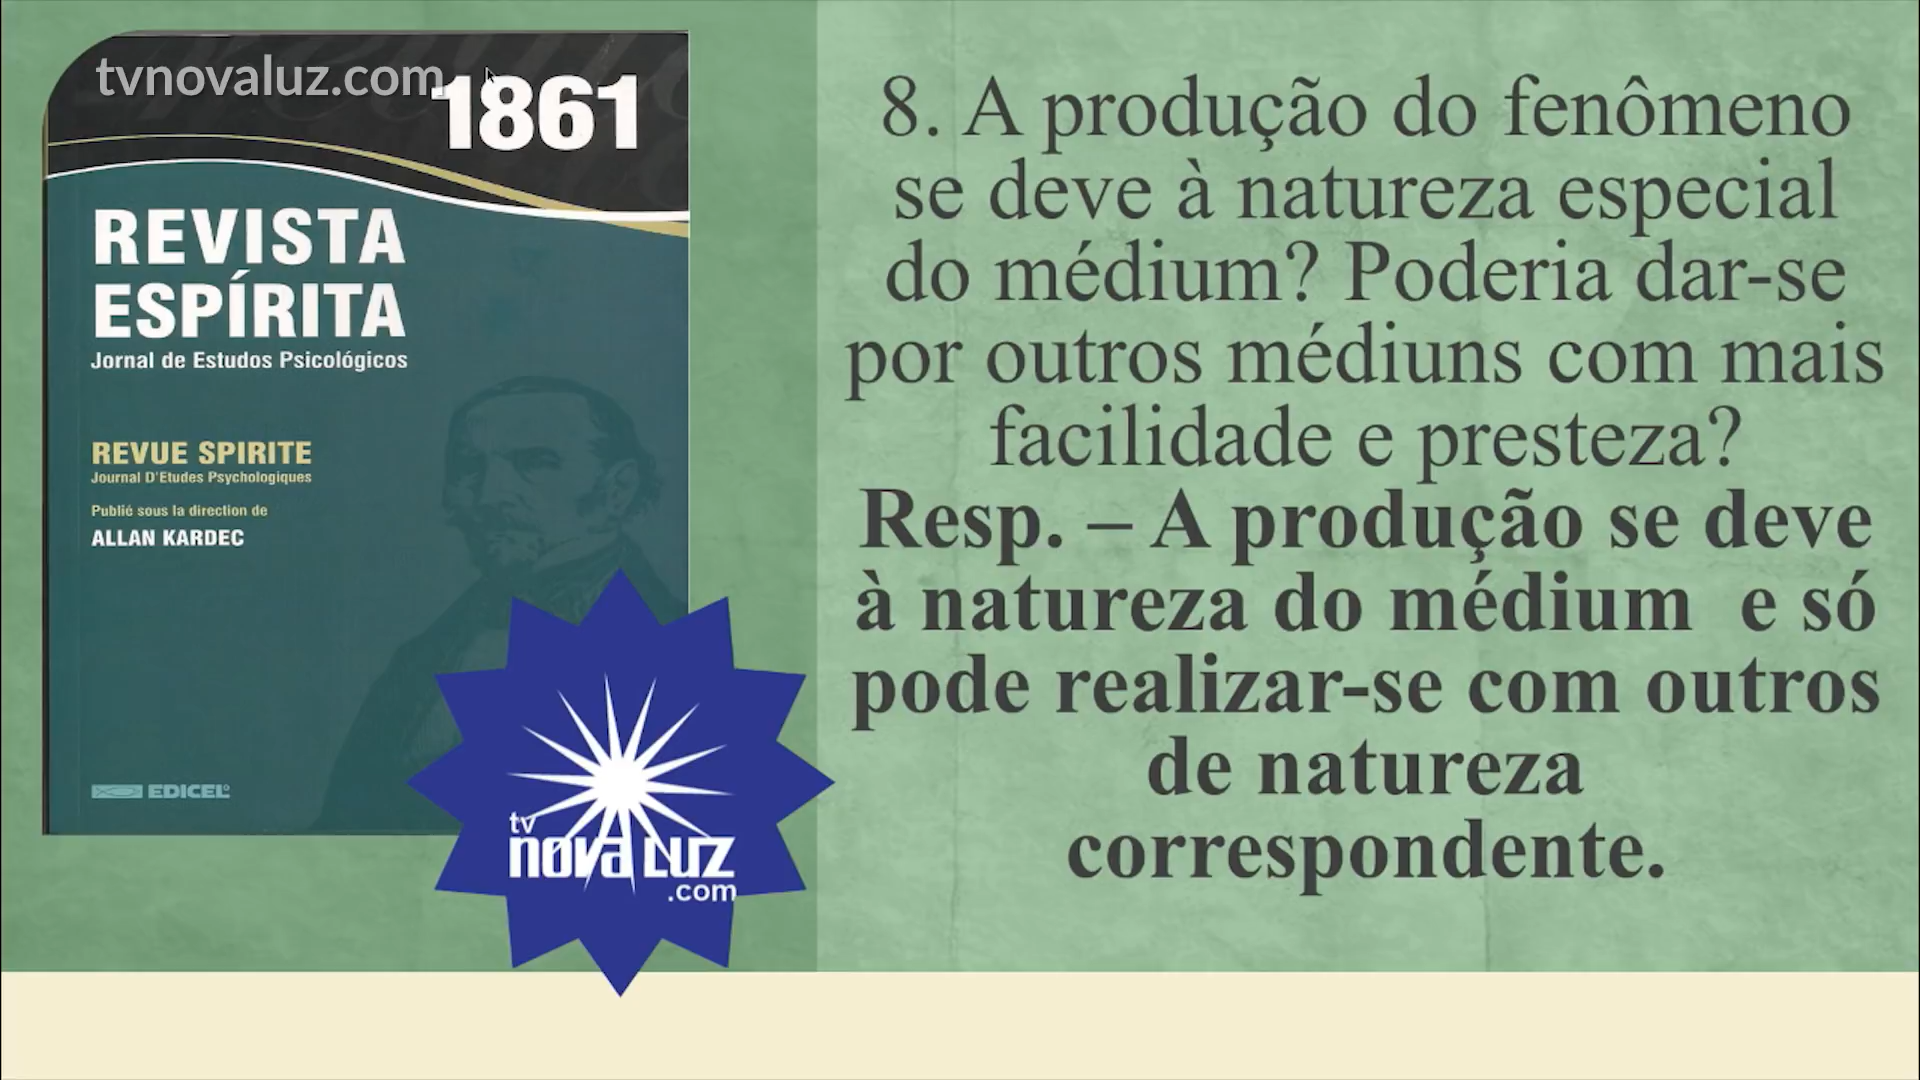 tvnovaluz.com
1861
REVISTA
ESPÍRITA
Jornal de Estudos Psicológicos
REVUE SPIRITE
Journal D'Etudes Psychologiques
Publié sous la direction de
ALLAN KARDEC
EDICEL
tv
nova luz
.com
8. A produção do fenômeno
se deve à natureza especial
do médium? Poderia dar-se
por outros médiuns com mais
facilidade e presteza?
Resp. – A produção se deve
à natureza do médium e só
pode realizar-se com outros
de natureza
correspondente.